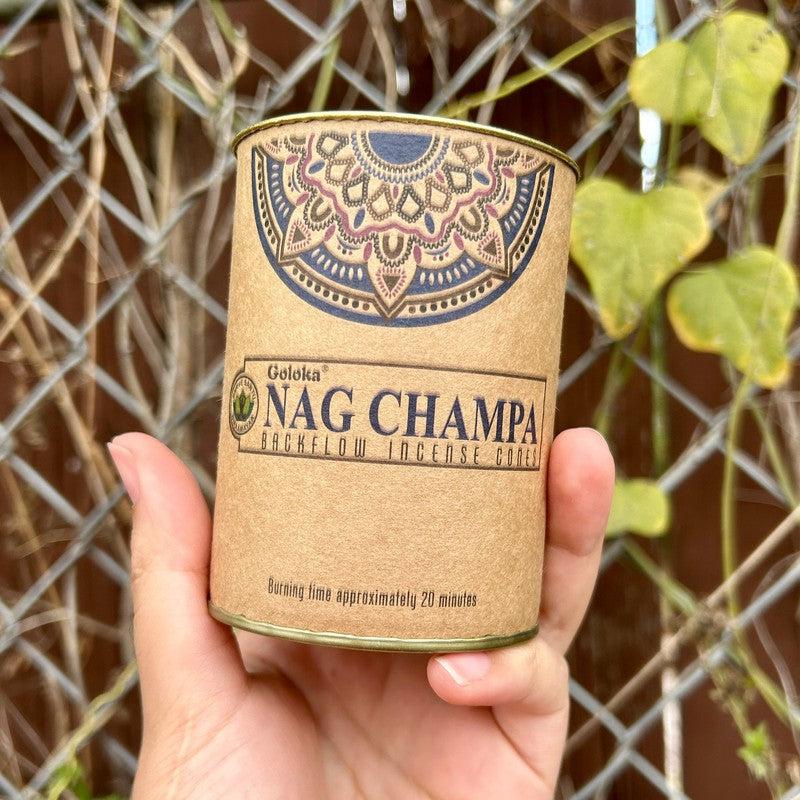 Goloka®
NAG CHAMPA
BACKFLOW INCENSE CONES
Burning time approximately 20 minutes